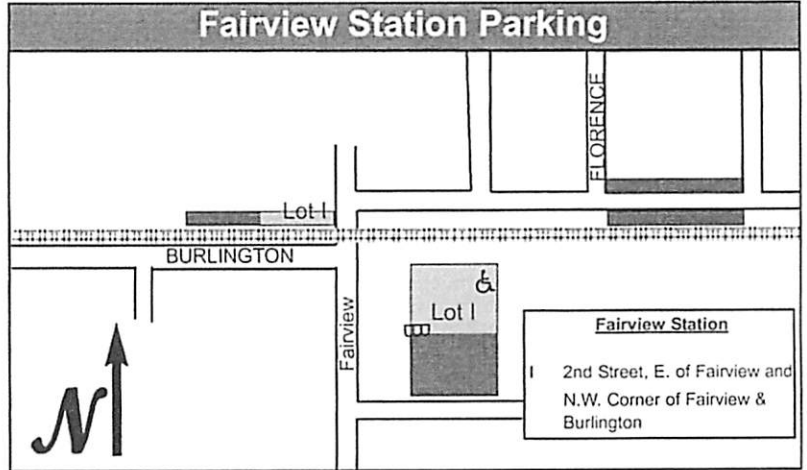 Fairview Station Parking
FLORENCE
Lot I
BURLINGTON
Fairview
Lot I
Fairview Station
I 2nd Street, E. of Fairview and
N.W. Corner of Fairview &
Burlington
N